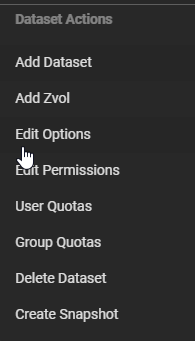 Dataset Actions
Add Dataset
Add Zvol
Edit Options
Edit Permissions
User Quotas
Group Quotas
Delete Dataset
Create Snapshot